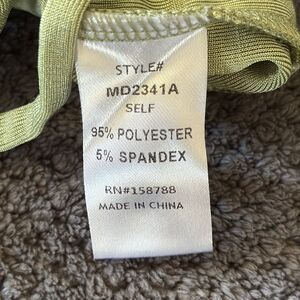 STYLE#
MD2341A
SELF
95% POLYESTER
5% SPANDEX
RN#158788
MADE IN CHINA